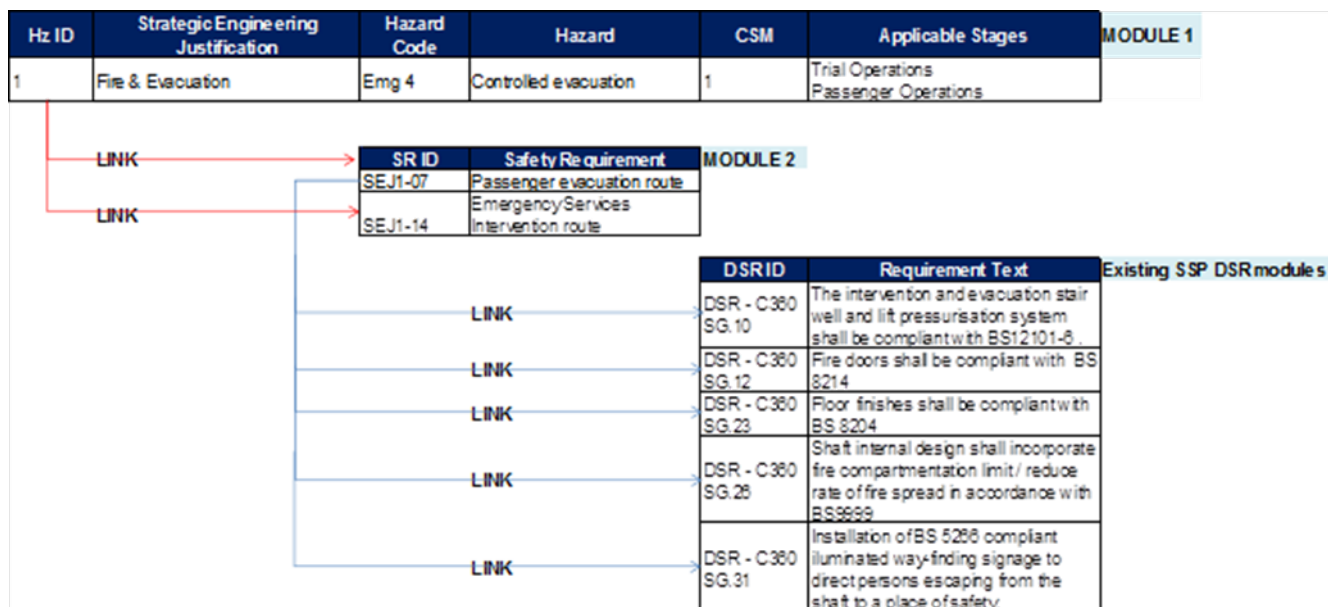 Hz ID
Strategic Engineering
Justification
Hazard
Code
Hazard
CSM
Applicable Stages
MODULE 1
1
Fire & Evacuation
Emg 4
Controlled evacuation
1
Trial Operations
Passenger Operations
LINK
SR ID
Safety Requirement
MODULE 2
SEJ1-07
Passenger evacuation route
LINK
SEJ1-14
Emergency Services
Intervention route
DSR ID
Requirement Text
Existing SSP DSR modules
LINK
DSR - C360
SG.10
The intervention and evacuation stair
well and lift pressurisation system
shall be compliant with BS12101-6 .
LINK
DSR - C360
SG.12
Fire doors shall be compliant with BS
8214
LINK
DSR - C360
SG.23
Floor finishes shall be compliant with
BS 8204
LINK
DSR - C360
SG.26
Shaft internal design shall incorporate
fire compartmentation limit / reduce
rate of fire spread in accordance with
BS9999
LINK
DSR - C360
SG.31
Installation of BS 5266 compliant
iluminated way-finding signage to
direct persons escaping from the
shaft to a place of safety